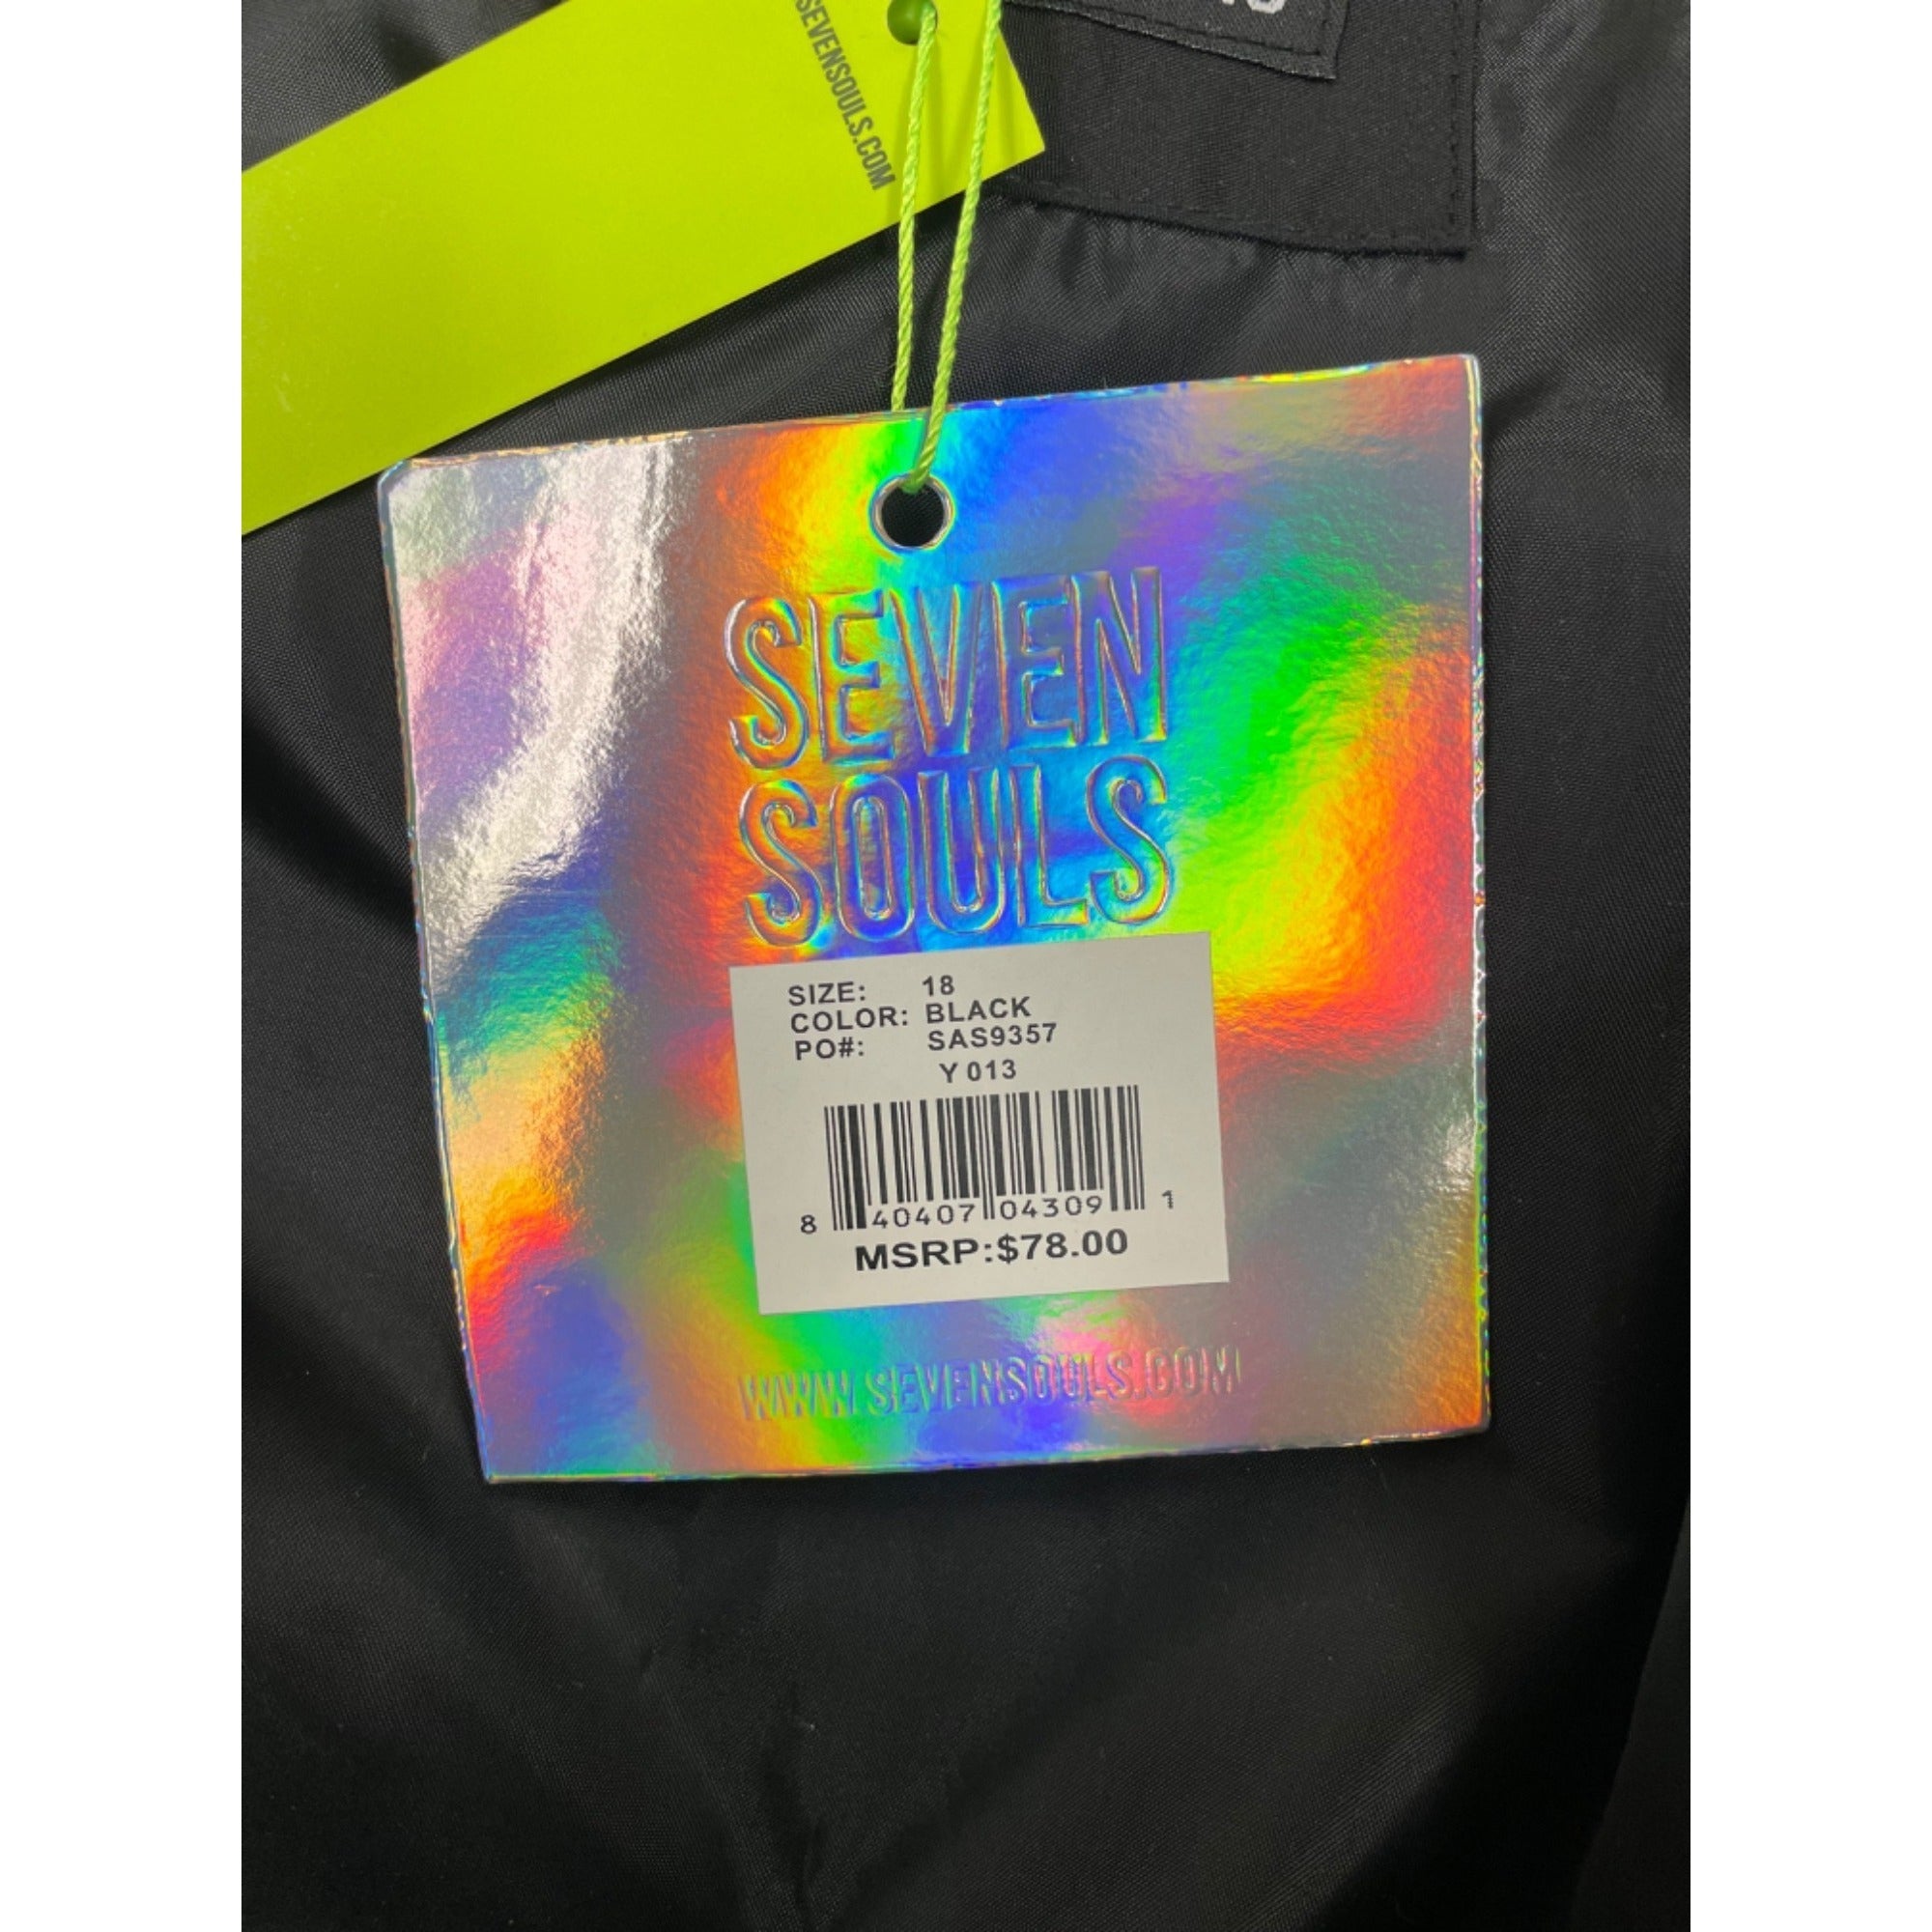 SEVENSOULS.COM
SEVEN
SOULS
SIZE: 18
COLOR: BLACK
PO#: SAS9357
Y 013
8 40407 04309 1
MSRP:$78.00
WWW.SEVENSOULS.COM